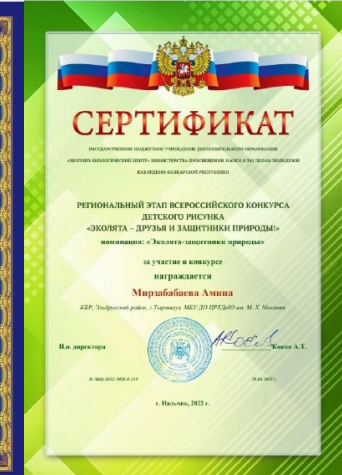 СЕРТИФИКАТ
ГОСУДАРСТВЕННОЕ БЮДЖЕТНОЕ УЧРЕЖДЕНИЕ ДОПОЛНИТЕЛЬНОГО ОБРАЗОВАНИЯ
«ЭКОЛОГО-БИОЛОГИЧЕСКИЙ ЦЕНТР» МИНИСТЕРСТВА ПРОСВЕЩЕНИЯ, НАУКИ И ПО ДЕЛАМ МОЛОДЕЖИ
КАБАРДИНО-БАЛКАРСКОЙ РЕСПУБЛИКИ
РЕГИОНАЛЬНЫЙ ЭТАП ВСЕРОССИЙСКОГО КОНКУРСА
ДЕТСКОГО РИСУНКА
«ЭКОЛЯТА – ДРУЗЬЯ И ЗАЩИТНИКИ ПРИРОДЫ!»
номинация: «Эколята-защитники природы»
за участие в конкурсе
награждается
Мирзабабаева Амина
КБР, Эльбрусский район, г.Тырныауз, МБУ ДО ЦРТДиЮ им. М. Х. Мокаева
И.о. директора
Коков А.Т.
г. Нальчик, 2022 г.